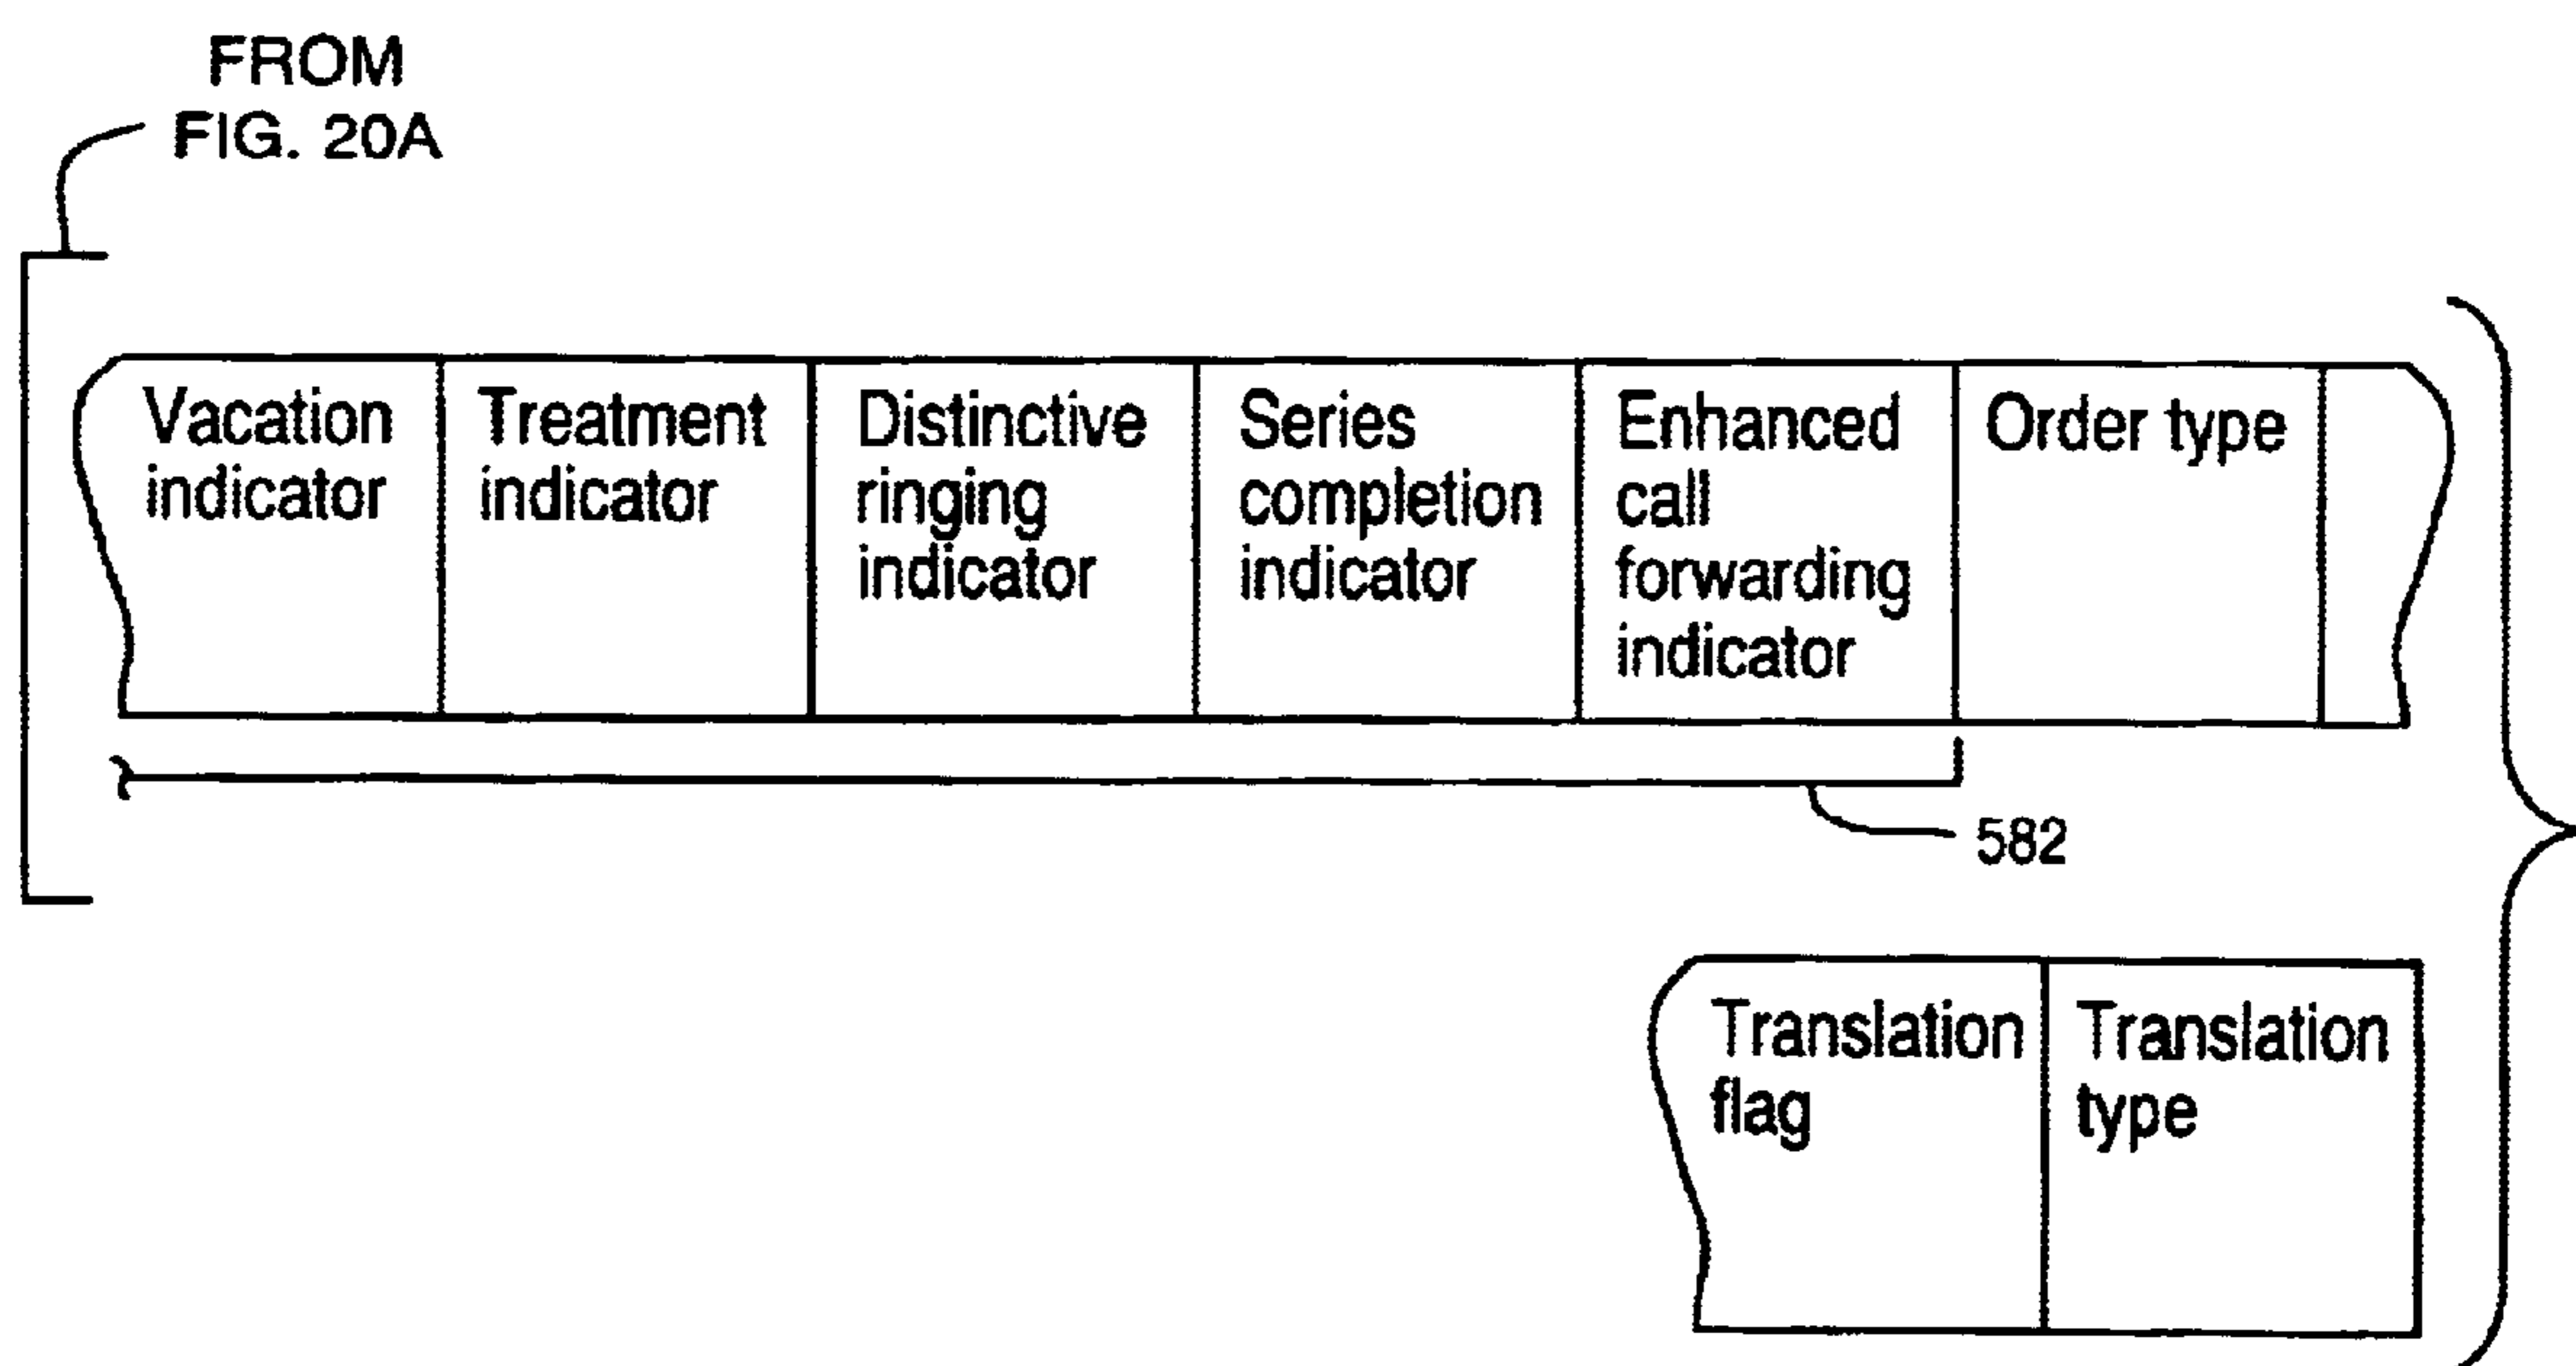 FROM
FIG. 20A
Vacation
indicator
Treatment
indicator
Distinctive
ringing
indicator
Series
completion
indicator
Enhanced
call
forwarding
indicator
Order type
582
Translation
flag
Translation
type